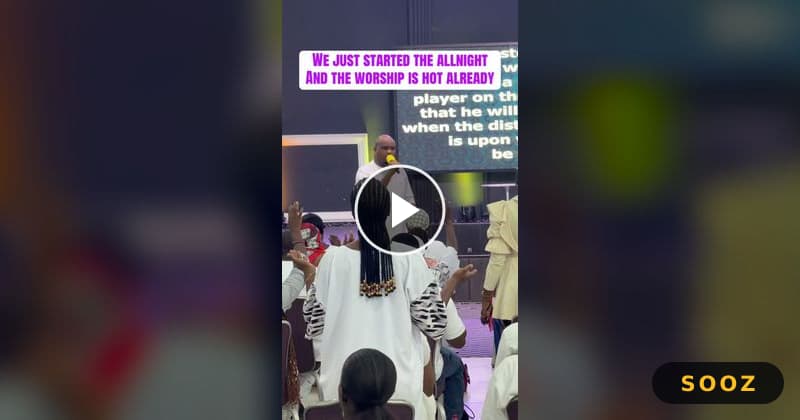 WE JUST STARTED THE ALLNIGHT
AND THE WORSHIP IS HOT ALREADY
a
player on th
that he will
when the dist
is upon
be
SOOZ